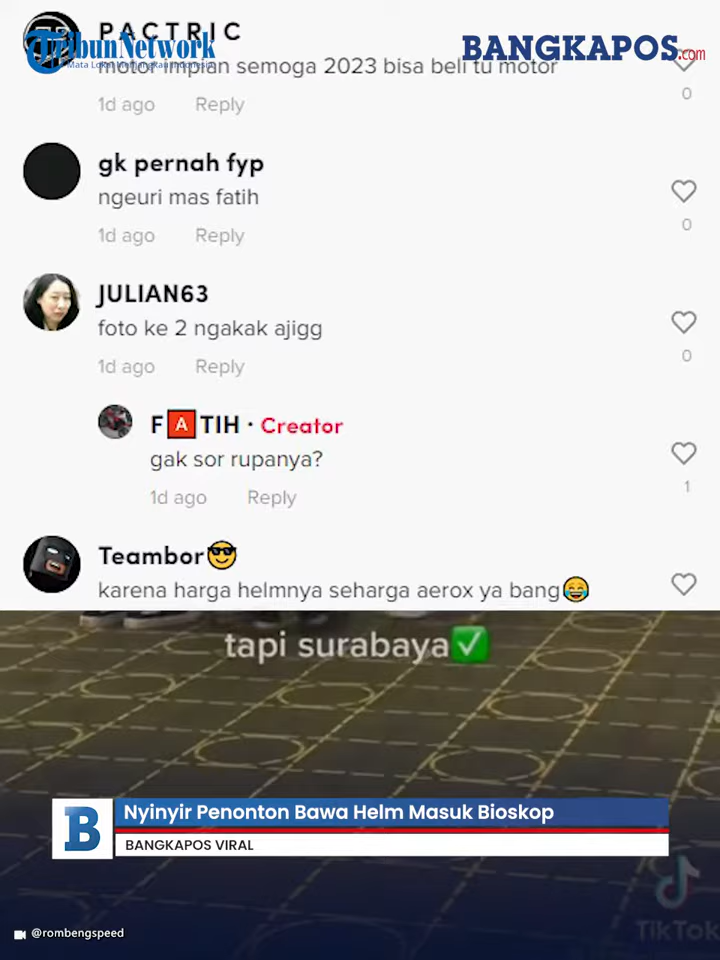 PACTRIC
TribunNetwork
Mata Lokal Menjangkau Indonesia
BANGKAPOS.com
motor impian semoga 2023 bisa beli tu motor
1d ago Reply
0
gk pernah fyp
ngeuri mas fatih
1d ago Reply
0
JULIAN63
foto ke 2 ngakak ajigg
1d ago Reply
0
F🅰TIH · Creator
gak sor rupanya?
1d ago Reply
1
Teambor😎
karena harga helmnya seharga aerox ya bang😂
tapi surabaya✅
B
Nyinyir Penonton Bawa Helm Masuk Bioskop
BANGKAPOS VIRAL
@rombengspeed
TikTok